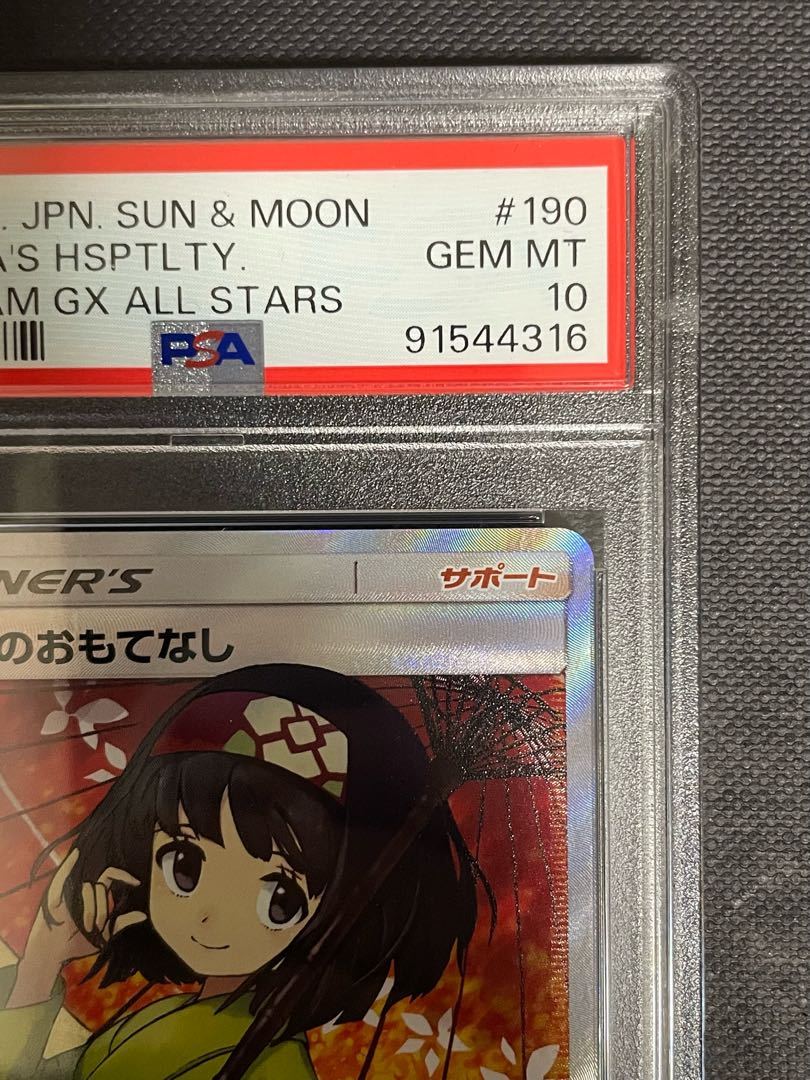 . JPN. SUN & MOON #190
A'S HSPTLTY. GEM MT
AM GX ALL STARS 10
PSA 91544316
NER'S サポート
のおもてなし